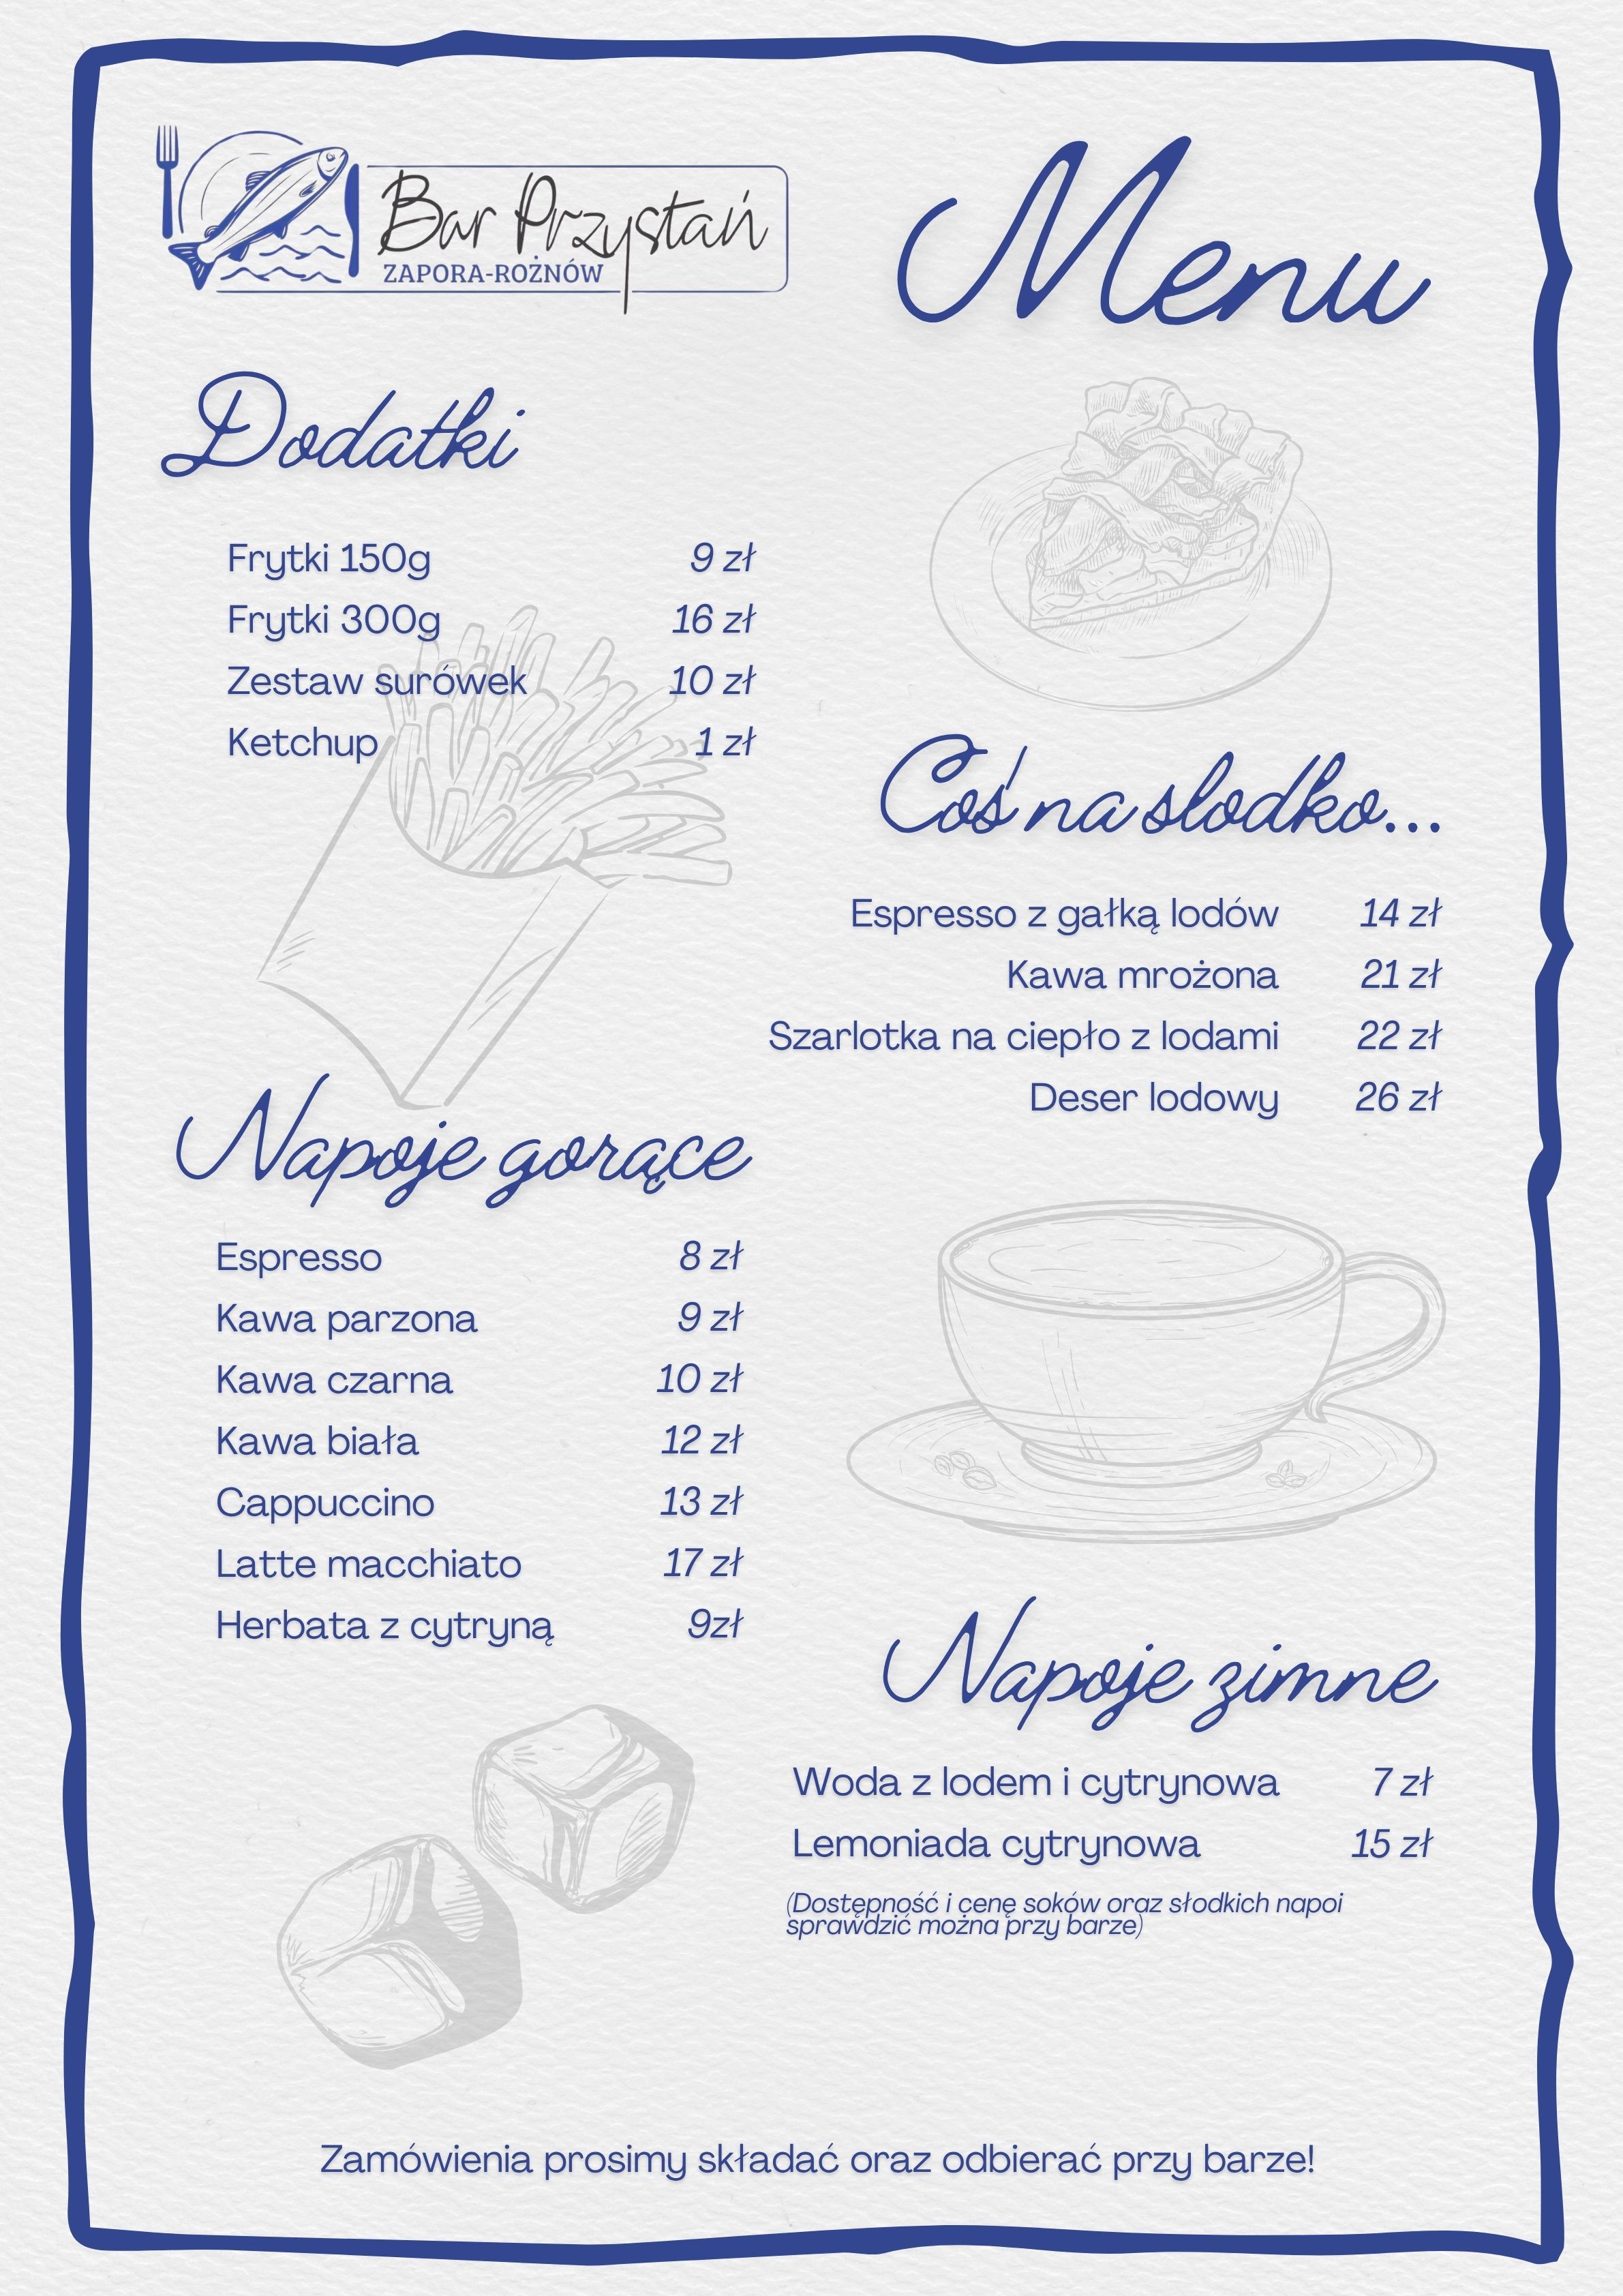 Bar Przystań
ZAPORA-ROŻNÓW
Menu
Dodatki
Frytki 150g 9 zł
Frytki 300g 16 zł
Zestaw surówek 10 zł
Ketchup 1 zł
Coś na slodko...
Espresso z gałką lodów 14 zł
Kawa mrożona 21 zł
Szarlotka na ciepło z lodami 22 zł
Deser lodowy 26 zł
Napoje gorące
Espresso 8 zł
Kawa parzona 9 zł
Kawa czarna 10 zł
Kawa biała 12 zł
Cappuccino 13 zł
Latte macchiato 17 zł
Herbata z cytryną 9zł
Napoje zimne
Woda z lodem i cytrynowa 7 zł
Lemoniada cytrynowa 15 zł
(Dostępność i cenę soków oraz słodkich napoi
sprawdzić można przy barze)
Zamówienia prosimy składać oraz odbierać przy barze!